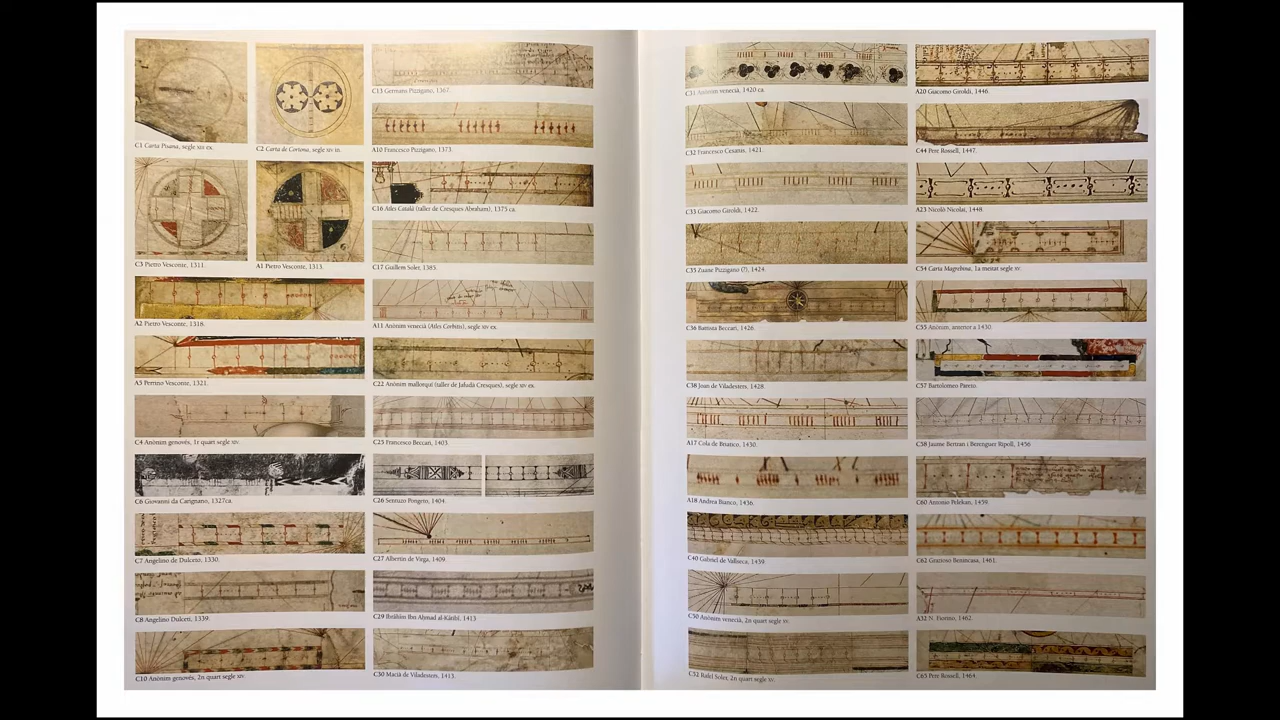 C1 Carta Pisana, segle XIII ex.
C2 Carta de Cortona, segle XIV in.
C3 Pietro Vesconte, 1311.
A1 Pietro Vesconte, 1313.
A2 Pietro Vesconte, 1318.
A5 Perrino Vesconte, 1321.
C4 Anònim genovès, 1r quart segle XIV.
C6 Giovanni da Carignano, 1327ca.
C7 Angelino de Dulceto, 1330.
C8 Angelino Dulceti, 1339.
C10 Anònim genovès, 2n quart segle XIV.
C13 Germans Pizzigano, 1367.
A10 Francesco Pizzigano, 1373.
C16 Atles Català (taller de Cresques Abraham), 1375 ca.
C17 Guillem Soler, 1385.
A11 Anònim venecià (Atles Corbitis), segle XIV ex.
C22 Anònim mallorquí (taller de Jafudà Cresques), segle XIV ex.
C25 Francesco Beccari, 1403.
C26 Sennuzo Pongeto, 1404.
C27 Albertin de Virga, 1409.
C29 Ibrâhîm Ibn Ahmad al-Kâtibî, 1413
C30 Macià de Viladesters, 1413.
C31 Anònim venecià, 1420 ca.
C32 Francesco Cesanis, 1421.
C33 Giacomo Giroldi, 1422.
C35 Zuane Pizzigano (?), 1424.
C36 Battista Beccari, 1426.
C38 Joan de Viladesters, 1428.
A17 Cola de Briatico, 1430.
A18 Andrea Bianco, 1436.
C40 Gabriel de Vallseca, 1439.
C50 Anònim venecià, 2n quart segle XV.
C52 Rafel Soler, 2n quart segle XV.
A20 Giacomo Giroldi, 1446.
C44 Pere Rossell, 1447.
A23 Nicolò Nicolai, 1448.
C54 Carta Magrebina, 1a meitat segle XV.
C55 Anònim, anterior a 1430.
C57 Bartolomeo Pareto.
C58 Jaume Bertran i Berenguer Ripoll, 1456
C60 Antonio Pelekan, 1459.
C62 Grazioso Benincasa, 1461.
A32 N. Fiorino, 1462.
C65 Pere Rossell, 1464.